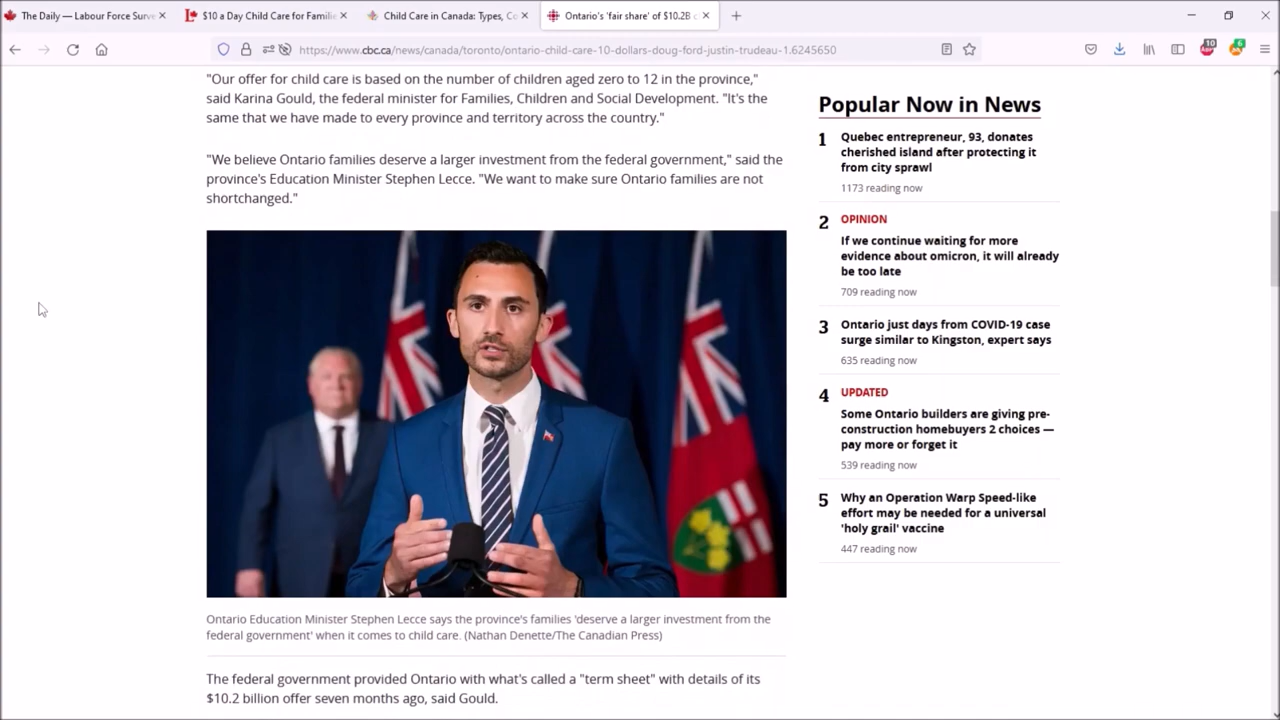 The Daily — Labour Force Surve
$10 a Day Child Care for Familie
Child Care in Canada: Types, Co
Ontario's 'fair share' of $10.2B c
https://www.cbc.ca/news/canada/toronto/ontario-child-care-10-dollars-doug-ford-justin-trudeau-1.6245650
10
6
"Our offer for child care is based on the number of children aged zero to 12 in the province,"
said Karina Gould, the federal minister for Families, Children and Social Development. "It's the
same that we have made to every province and territory across the country."
"We believe Ontario families deserve a larger investment from the federal government," said the
province's Education Minister Stephen Lecce. "We want to make sure Ontario families are not
shortchanged."
Ontario Education Minister Stephen Lecce says the province's families 'deserve a larger investment from the
federal government' when it comes to child care. (Nathan Denette/The Canadian Press)
The federal government provided Ontario with what's called a "term sheet" with details of its
$10.2 billion offer seven months ago, said Gould.
Popular Now in News
1
Quebec entrepreneur, 93, donates
cherished island after protecting it
from city sprawl
1173 reading now
2
OPINION
If we continue waiting for more
evidence about omicron, it will already
be too late
709 reading now
3
Ontario just days from COVID-19 case
surge similar to Kingston, expert says
635 reading now
4
UPDATED
Some Ontario builders are giving pre-
construction homebuyers 2 choices —
pay more or forget it
539 reading now
5
Why an Operation Warp Speed-like
effort may be needed for a universal
'holy grail' vaccine
447 reading now